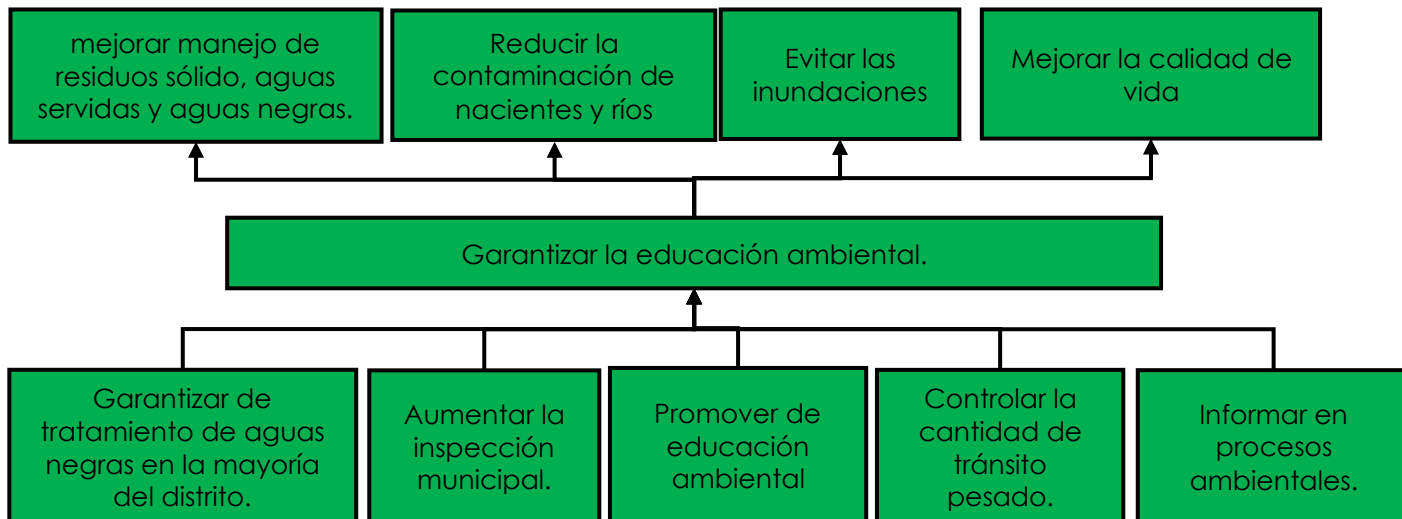 mejorar manejo de
residuos sólido, aguas
servidas y aguas negras.
Reducir la
contaminación de
nacientes y ríos
Evitar las
inundaciones
Mejorar la calidad de
vida
Garantizar la educación ambiental.
Garantizar de
tratamiento de aguas
negras en la mayoría
del distrito.
Aumentar la
inspección
municipal.
Promover de
educación
ambiental
Controlar la
cantidad de
tránsito
pesado.
Informar en
procesos
ambientales.